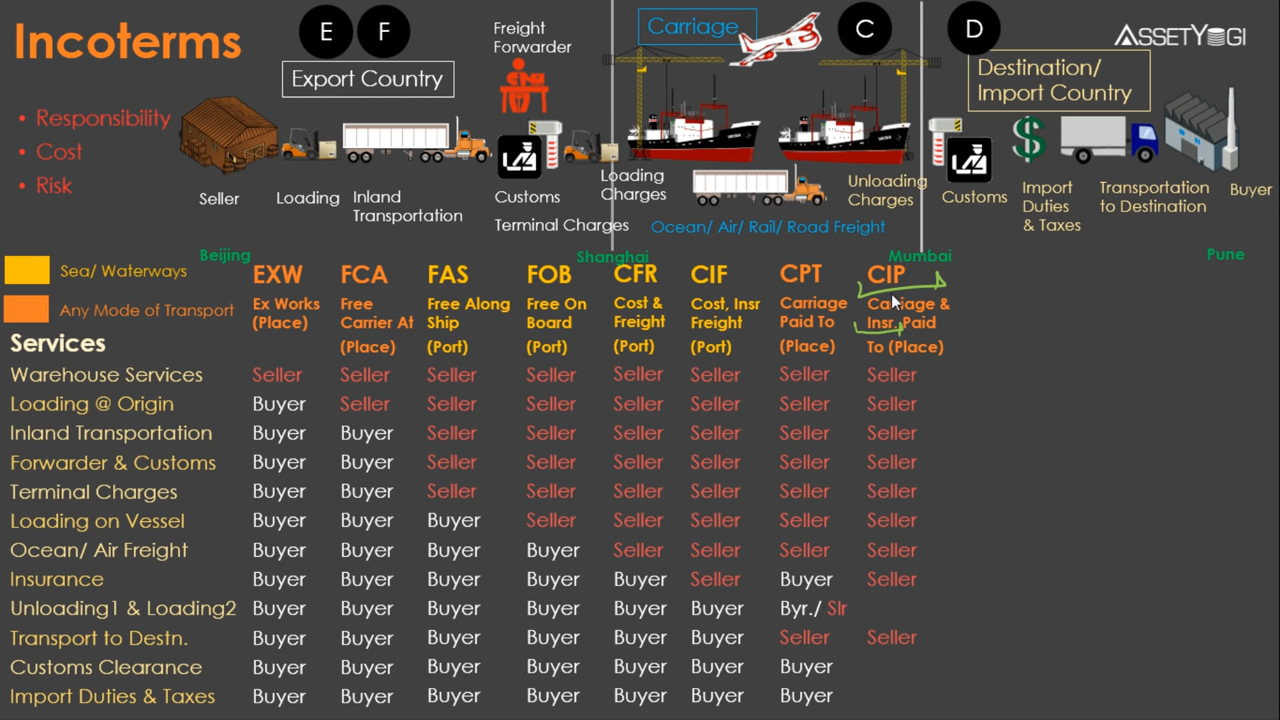 Incoterms
• Responsibility
• Cost
• Risk
E
F
Export Country
Freight
Forwarder
Carriage
C
D
Destination/
Import Country
ASSETYOGI
Seller
Loading
Inland
Transportation
Customs
Terminal Charges
Loading
Charges
Ocean/ Air/ Rail/ Road Freight
Unloading
Charges
Customs
$
Import
Duties
& Taxes
Transportation
to Destination
Buyer
Beijing
Shanghai
Mumbai
Pune
Sea/ Waterways
Any Mode of Transport
EXW FCA FAS FOB CFR CIF CPT CIP
Ex Works
(Place)
Free
Carrier At
(Place)
Free Along
Ship
(Port)
Free On
Board
(Port)
Cost &
Freight
(Port)
Cost, Insr
Freight
(Port)
Carriage
Paid To
(Place)
Carriage &
Insr. Paid
To (Place)
Services
Warehouse Services Seller Seller Seller Seller Seller Seller Seller Seller
Loading @ Origin Buyer Seller Seller Seller Seller Seller Seller Seller
Inland Transportation Buyer Buyer Seller Seller Seller Seller Seller Seller
Forwarder & Customs Buyer Buyer Seller Seller Seller Seller Seller Seller
Terminal Charges Buyer Buyer Seller Seller Seller Seller Seller Seller
Loading on Vessel Buyer Buyer Buyer Seller Seller Seller Seller Seller
Ocean/ Air Freight Buyer Buyer Buyer Buyer Seller Seller Seller Seller
Insurance Buyer Buyer Buyer Buyer Buyer Seller Buyer Seller
Unloading1 & Loading2 Buyer Buyer Buyer Buyer Buyer Buyer Byr./ Slr
Transport to Destn. Buyer Buyer Buyer Buyer Buyer Buyer Seller Seller
Customs Clearance Buyer Buyer Buyer Buyer Buyer Buyer Buyer
Import Duties & Taxes Buyer Buyer Buyer Buyer Buyer Buyer Buyer